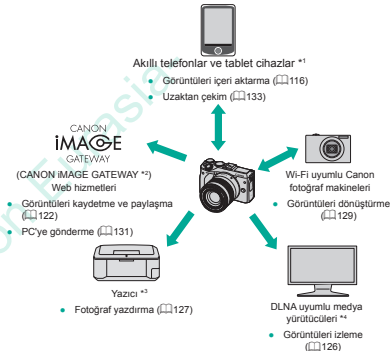 Akıllı telefonlar ve tablet cihazlar *1
• Görüntüleri içeri aktarma (116)
• Uzaktan çekim (133)
CANON
iMAGE
GATEWAY
(CANON iMAGE GATEWAY *2)
Web hizmetleri
• Görüntüleri kaydetme ve paylaşma
(122)
• PC'ye gönderme (131)
Wi-Fi uyumlu Canon
fotoğraf makineleri
• Görüntüleri dönüştürme
(129)
Yazıcı *3
• Fotoğraf yazdırma (127)
DLNA uyumlu medya
yürütücüleri *4
• Görüntüleri izleme
(126)